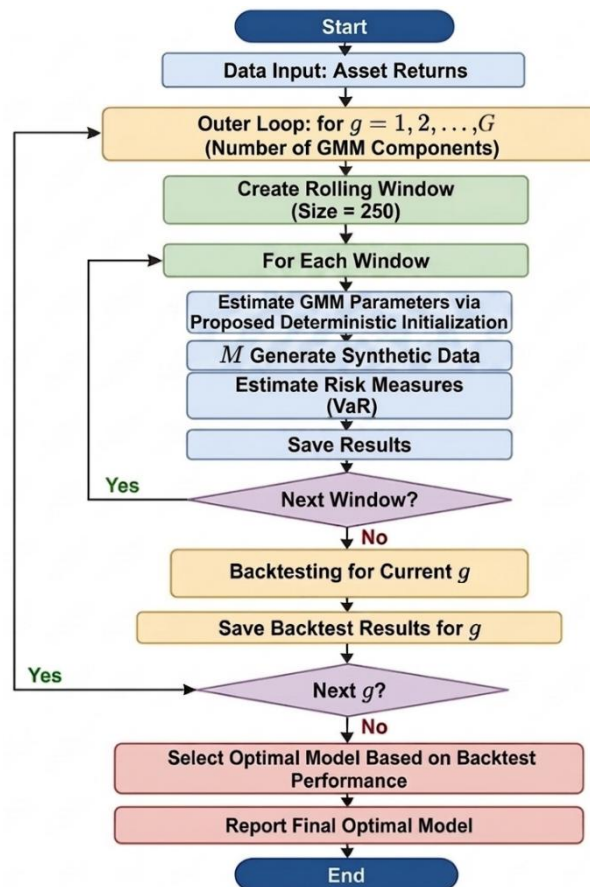 Start
Data Input: Asset Returns
Outer Loop: for g = 1, 2, . . . ,G
(Number of GMM Components)
Create Rolling Window
(Size = 250)
For Each Window
Estimate GMM Parameters via
Proposed Deterministic Initialization
M Generate Synthetic Data
Estimate Risk Measures
(VaR)
Save Results
Yes
Next Window?
No
Backtesting for Current g
Save Backtest Results for g
Yes
Next g?
No
Select Optimal Model Based on Backtest
Performance
Report Final Optimal Model
End